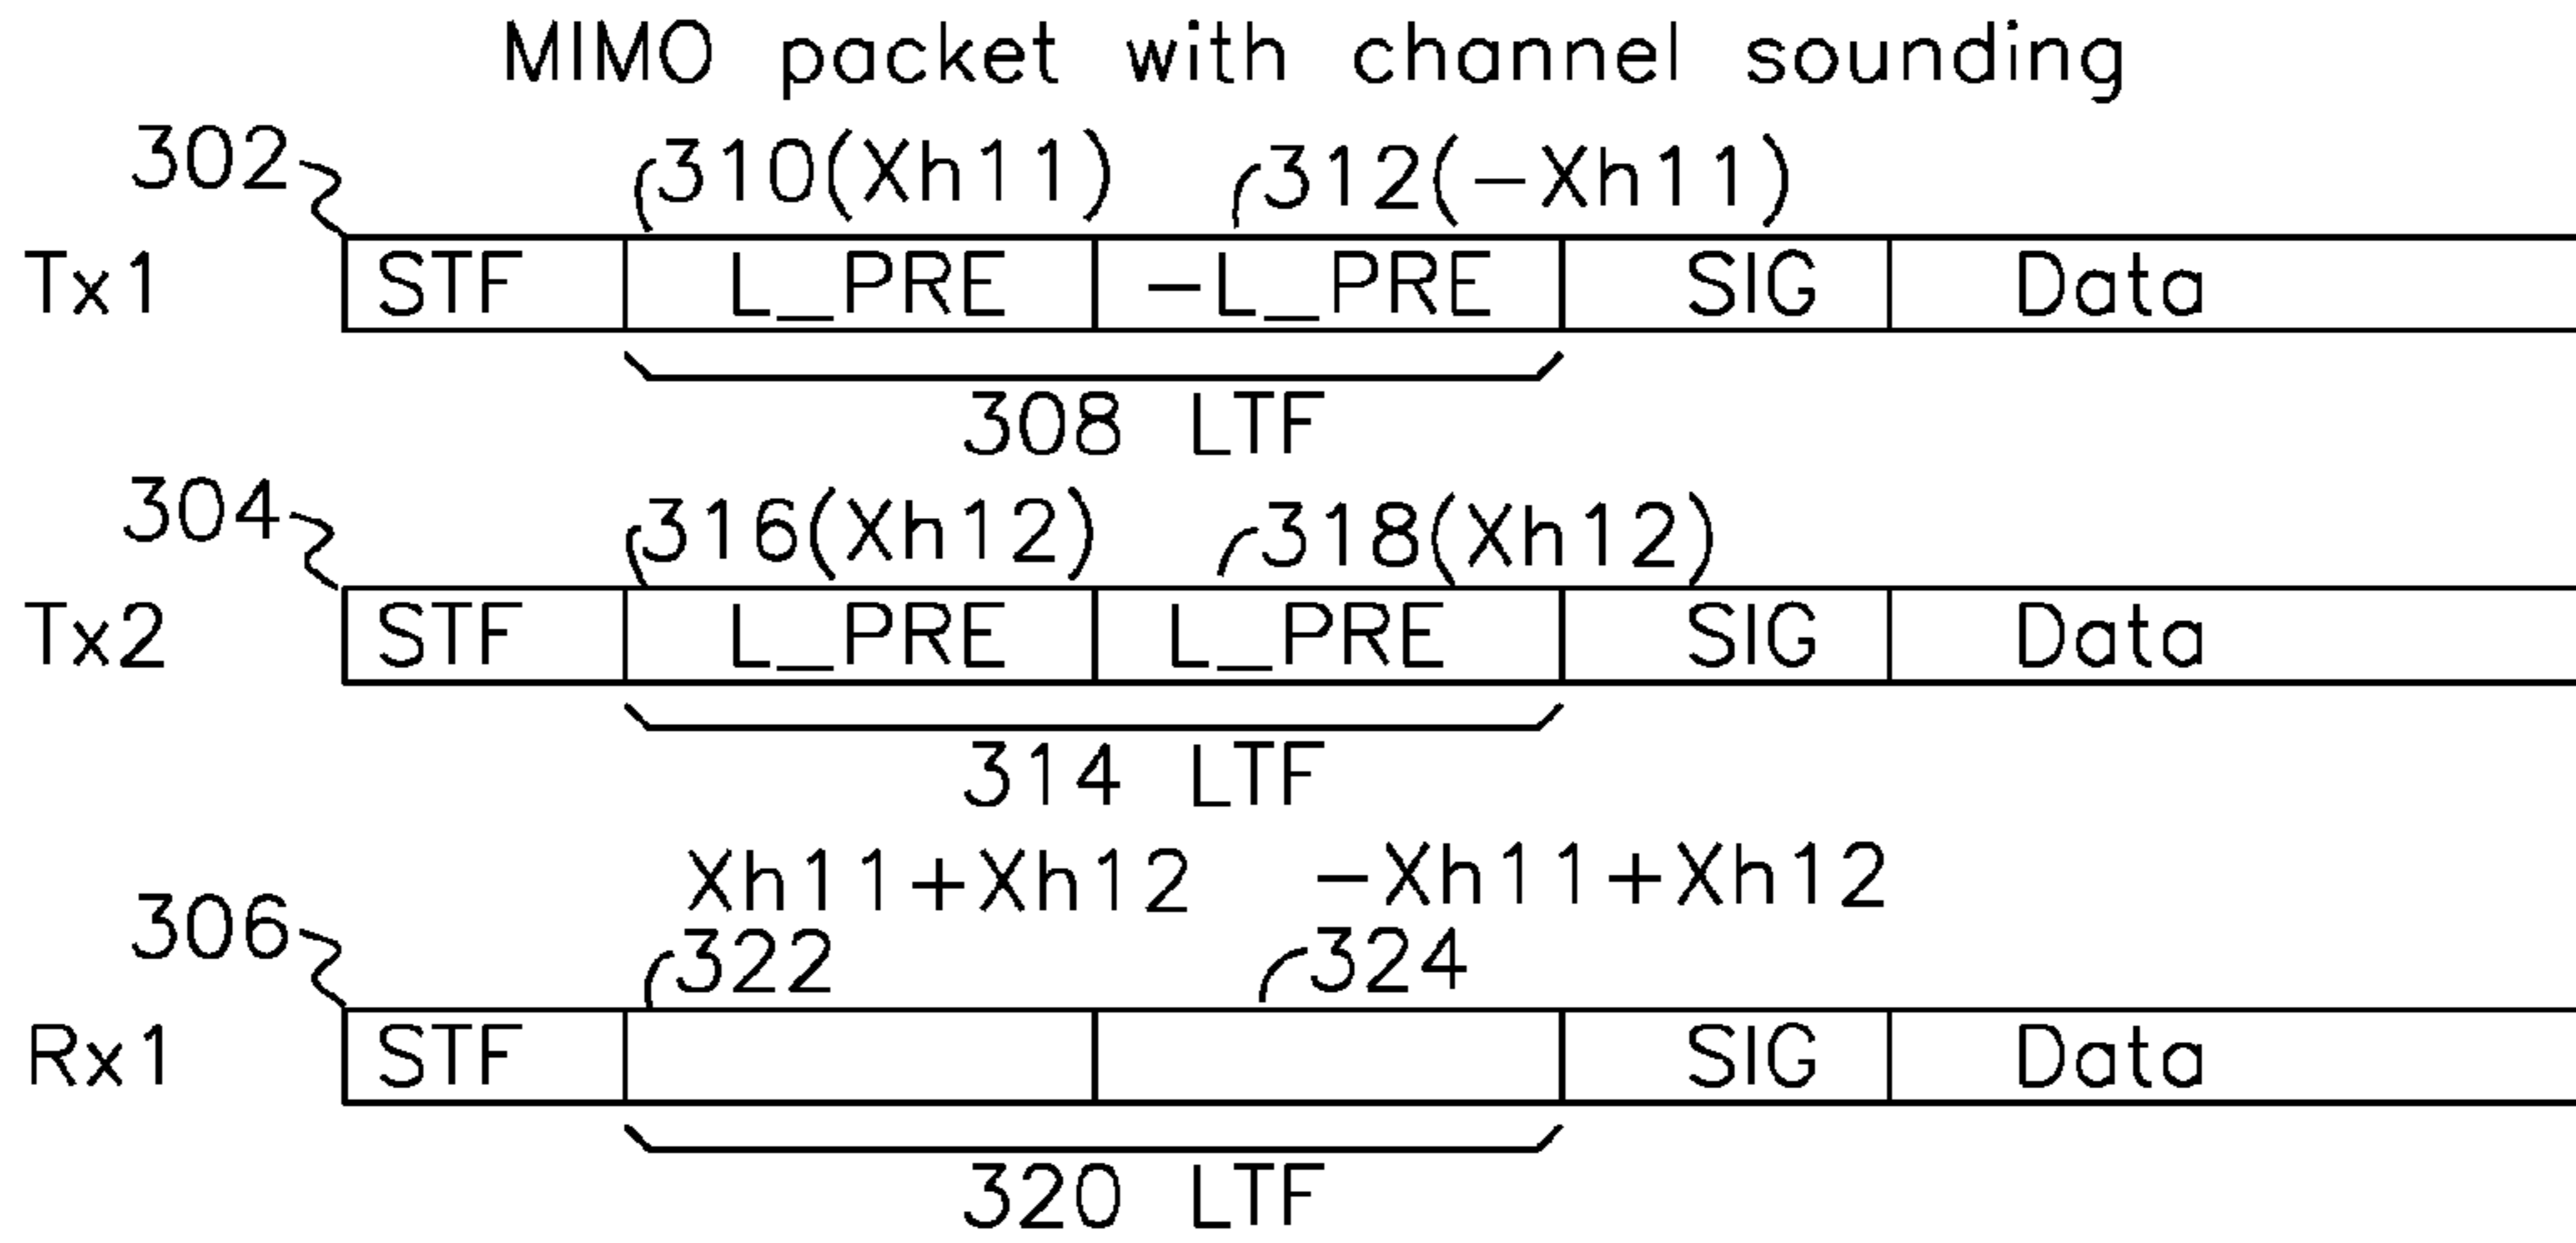 MIMO packet with channel sounding
302 310(Xh11) 312(-Xh11)
Tx1 STF L_PRE -L_PRE SIG Data
308 LTF
304 316(Xh12) 318(Xh12)
Tx2 STF L_PRE L_PRE SIG Data
314 LTF
Xh11+Xh12 -Xh11+Xh12
306 322 324
Rx1 STF SIG Data
320 LTF